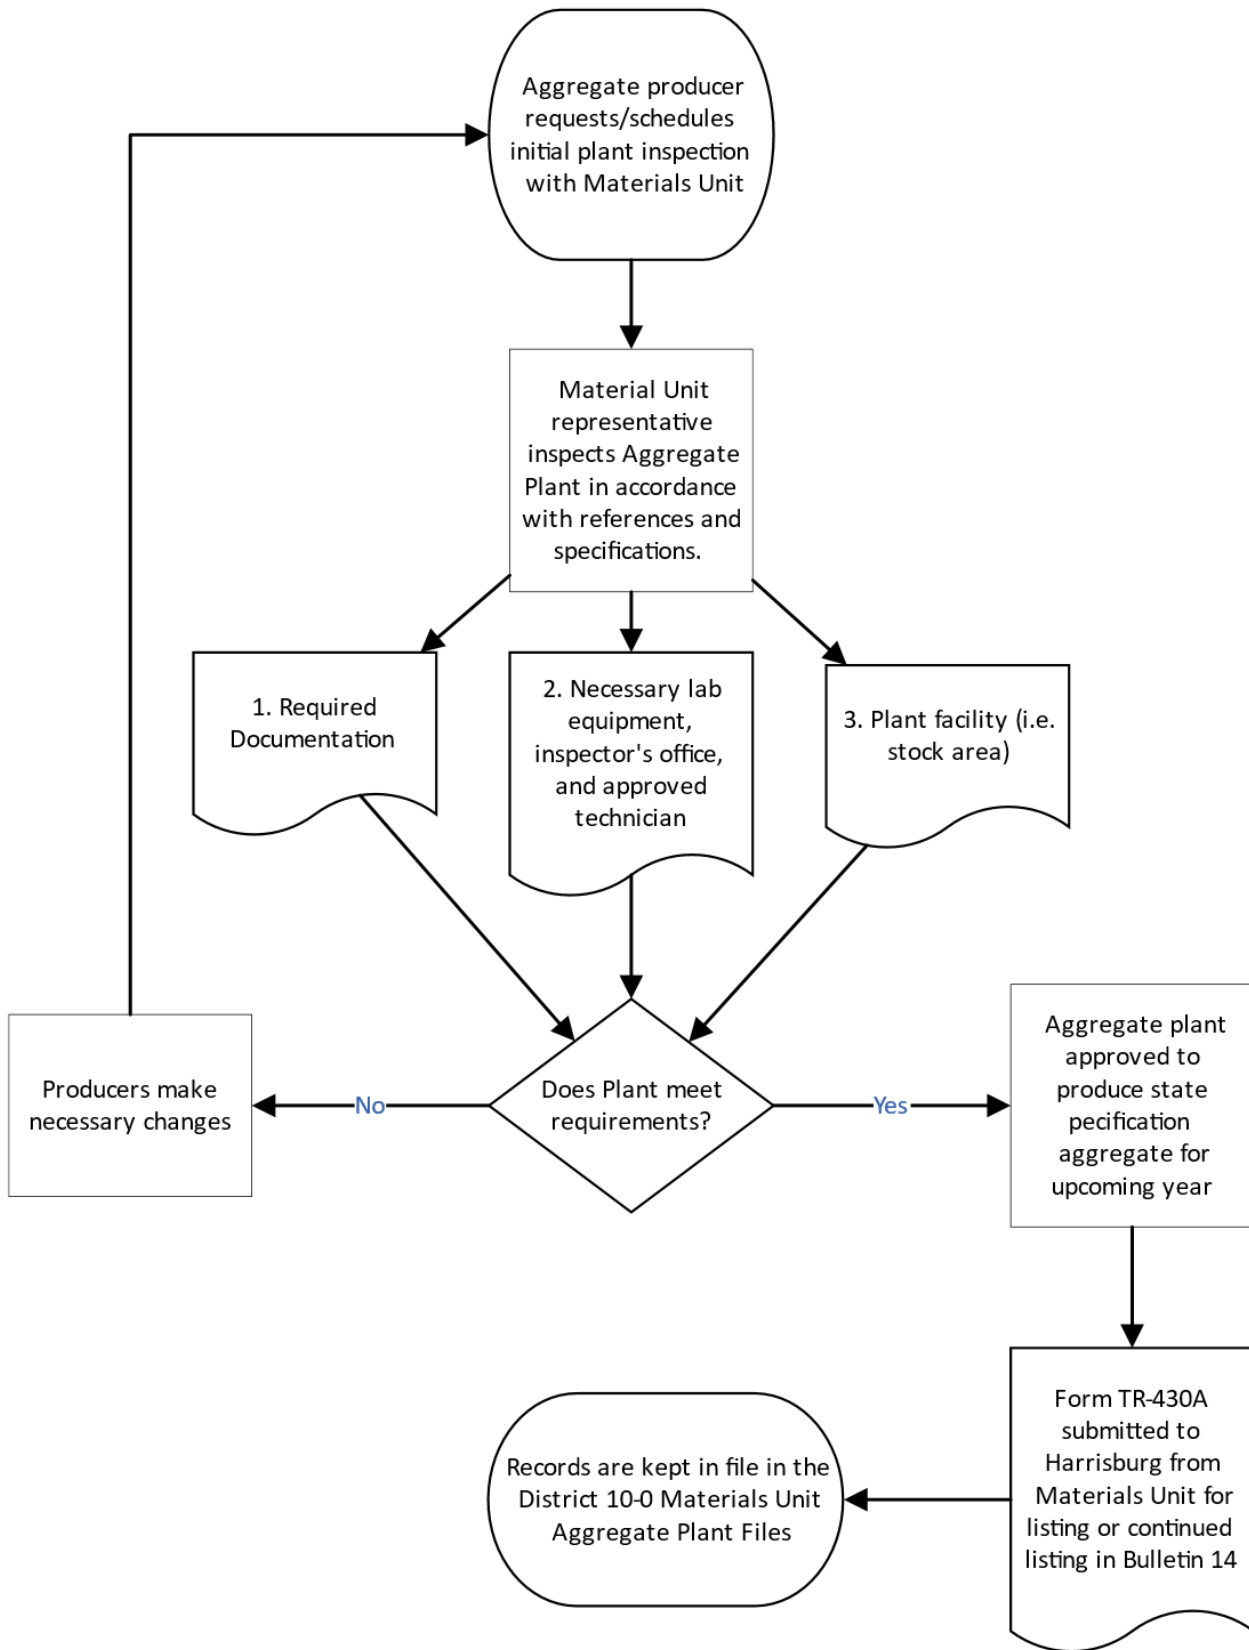 Aggregate producer
requests/schedules
initial plant inspection
with Materials Unit
Material Unit
representative
inspects Aggregate
Plant in accordance
with references and
specifications.
1. Required
Documentation
2. Necessary lab
equipment,
inspector's office,
and approved
technician
3. Plant facility (i.e.
stock area)
Does Plant meet
requirements?
No
Producers make
necessary changes
Yes
Aggregate plant
approved to
produce state
pecification
aggregate for
upcoming year
Form TR-430A
submitted to
Harrisburg from
Materials Unit for
listing or continued
listing in Bulletin 14
Records are kept in file in the
District 10-0 Materials Unit
Aggregate Plant Files